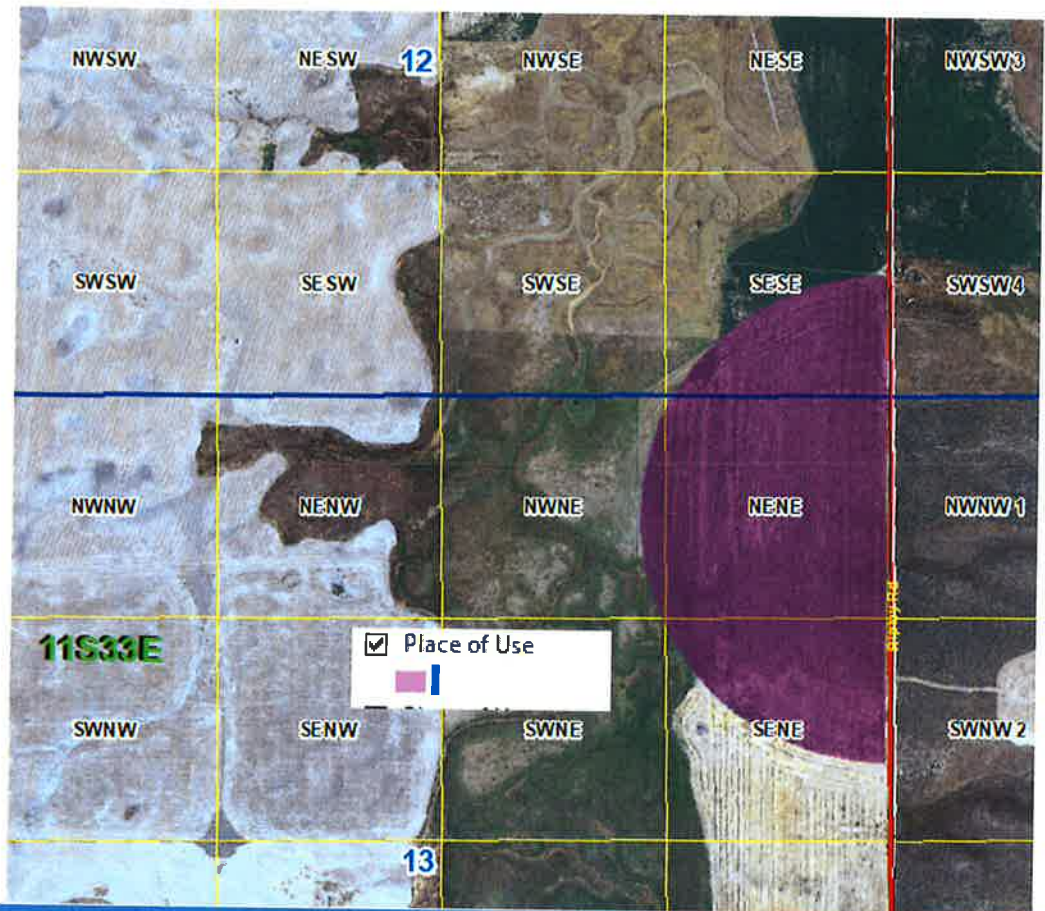 NWSW NESW 12 NWSE NESE NWSW 3
SWSW SESW SWSE SESE SWSW 4
NWNW NENW NWNE NENE NWNW 1
11S33E
Place of Use
SWNW SENW SWNE SENE SWNW 2
13